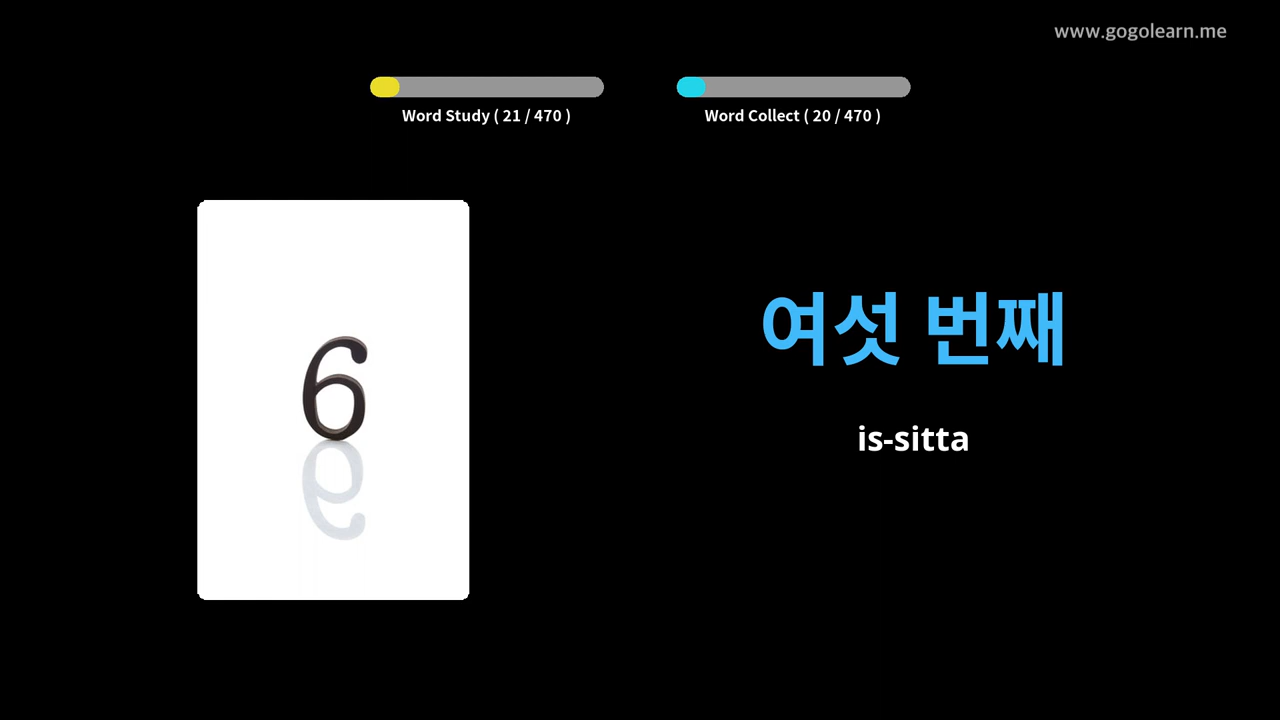 www.gogolearn.me
Word Study ( 21 / 470 )
Word Collect ( 20 / 470 )
6
여섯 번째
is-sitta